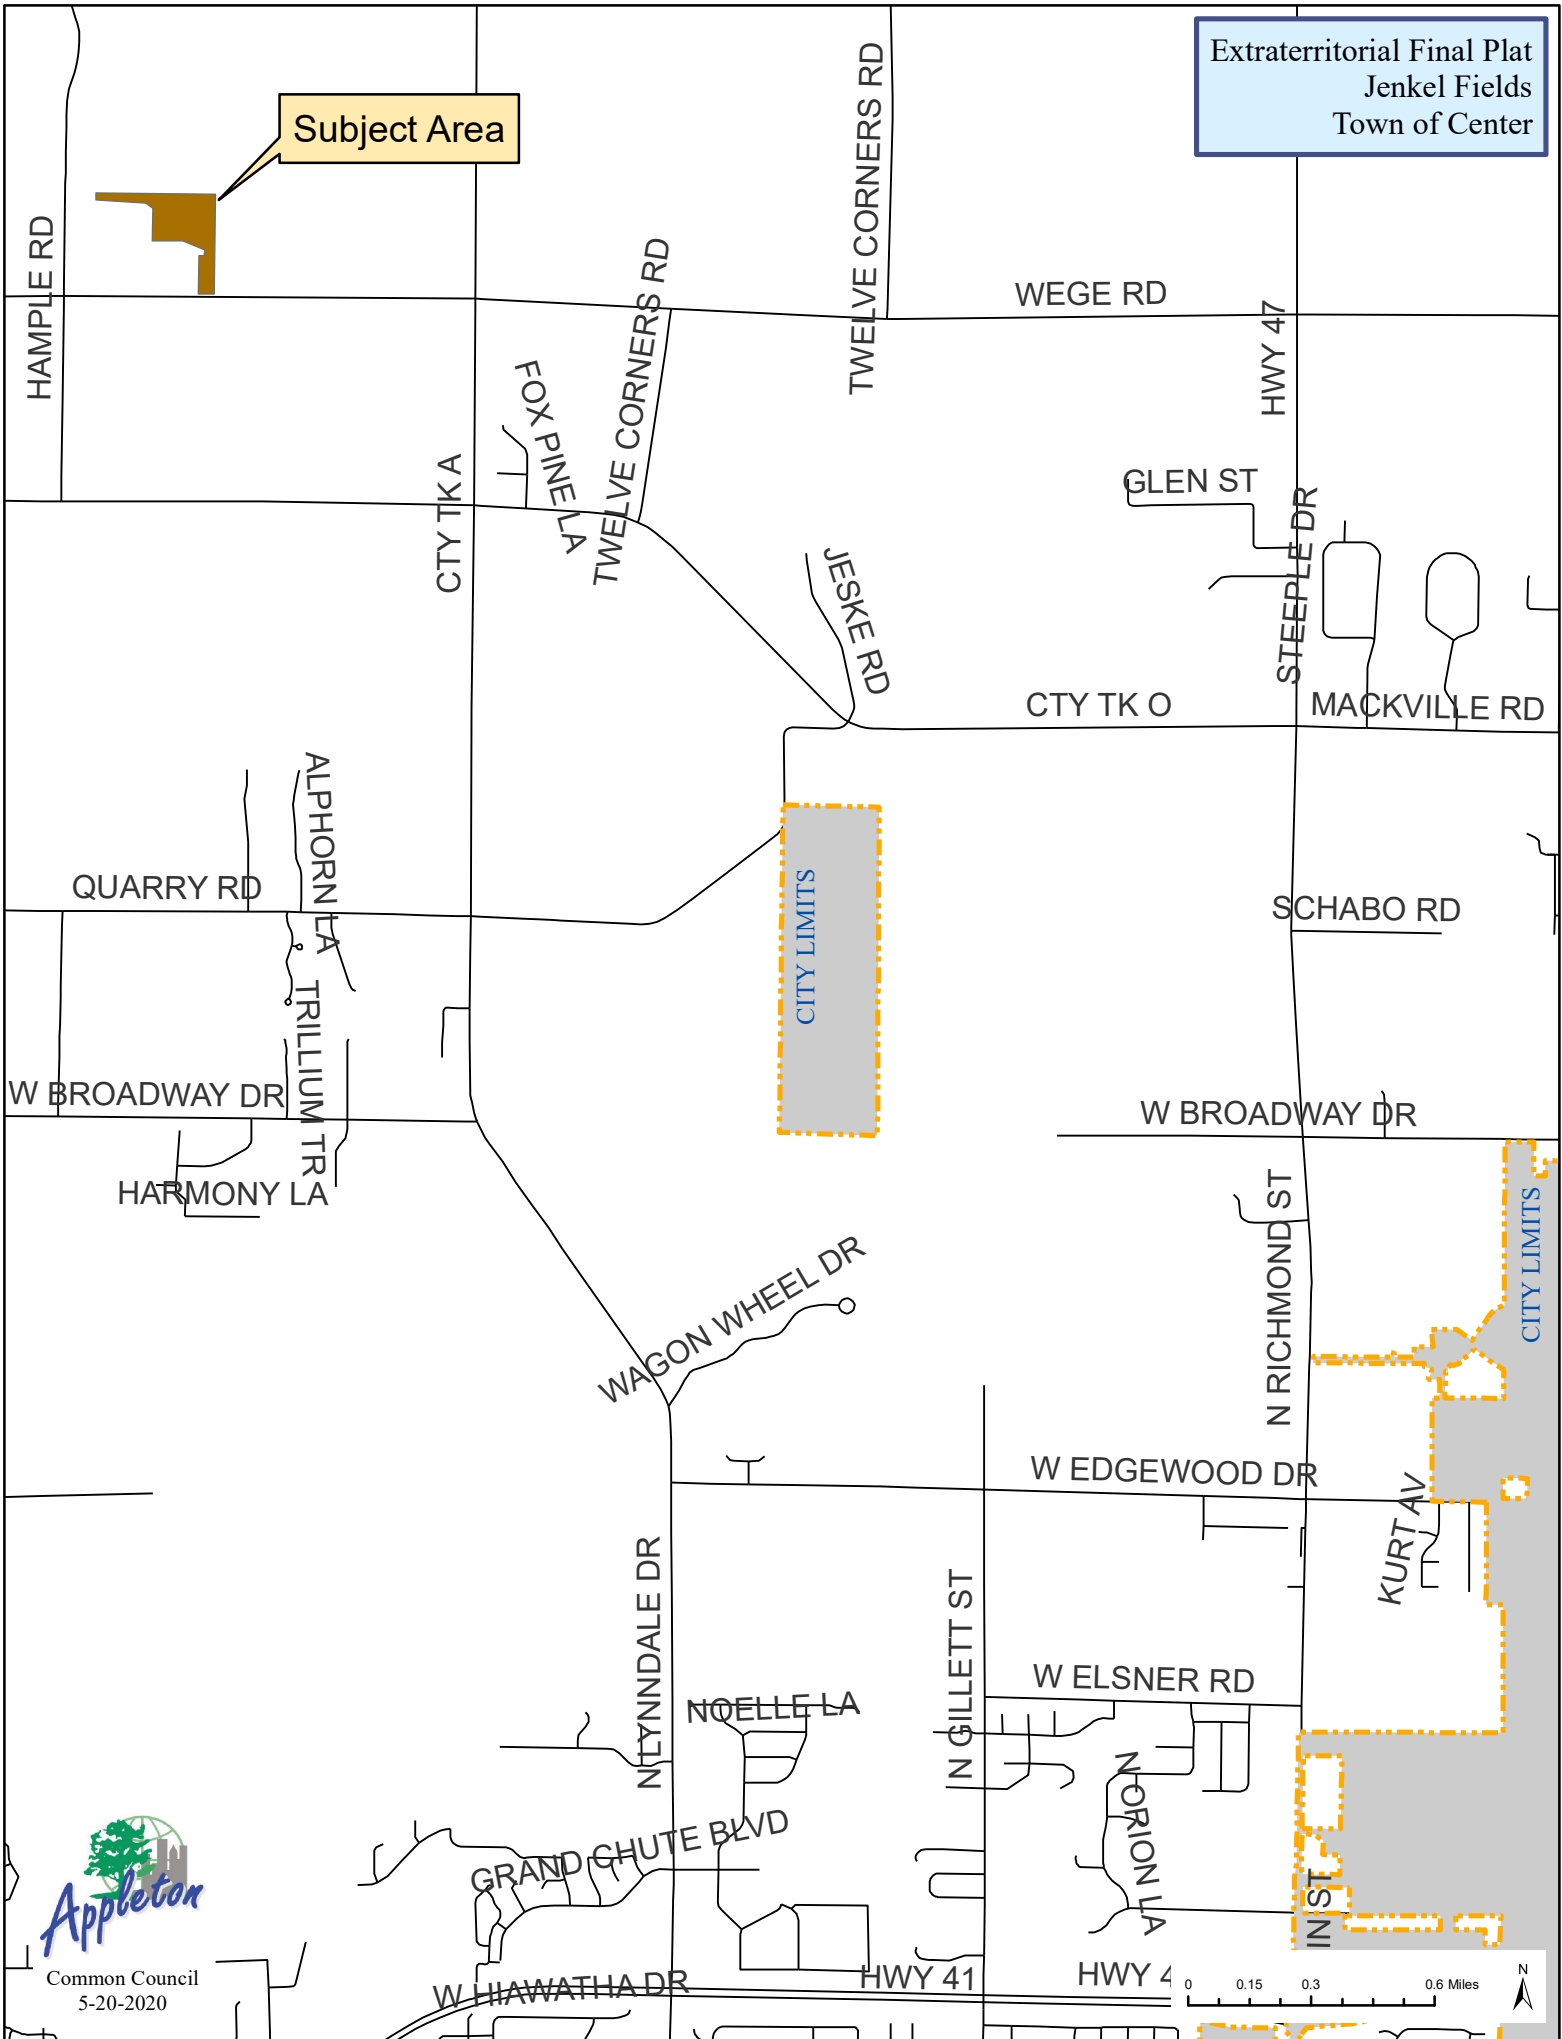 Extraterritorial Final Plat
Jenkel Fields
Town of Center
Subject Area
HAMPLE RD
TWELVE CORNERS RD
TWELVE CORNERS RD
WEGE RD
HWY 47
FOX PINE LA
CTY TK A
GLEN ST
STEEPLE DR
JESKE RD
CTY TK O
MACKVILLE RD
ALPHORN LA
QUARRY RD
CITY LIMITS
SCHABO RD
TRILLIUM TR
W BROADWAY DR
W BROADWAY DR
HARMONY LA
N RICHMOND ST
CITY LIMITS
WAGON WHEEL DR
W EDGEWOOD DR
KURT AV
N LYNNDALE DR
N GILLETT ST
W ELSNER RD
NOELLE LA
N ORION LA
GRAND CHUTE BLVD
IN ST
Appleton
Common Council
5-20-2020
W HIAWATHA DR
HWY 41
HWY 4
0 0.15 0.3 0.6 Miles
N